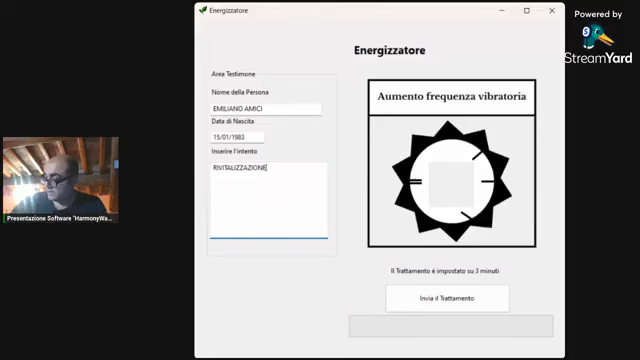 Energizzatore
Powered by
StreamYard
Energizzatore
Area Testimone
Nome della Persona
EMILIANO AMICI
Data di Nascita
15/01/1983
Inserire l'intento
RIVITALIZZAZIONE
Aumento frequenza vibratoria
Il Trattamento é impostato su 3 minuti
Invia il Trattamento
Presentazione Software "HarmonyWa...